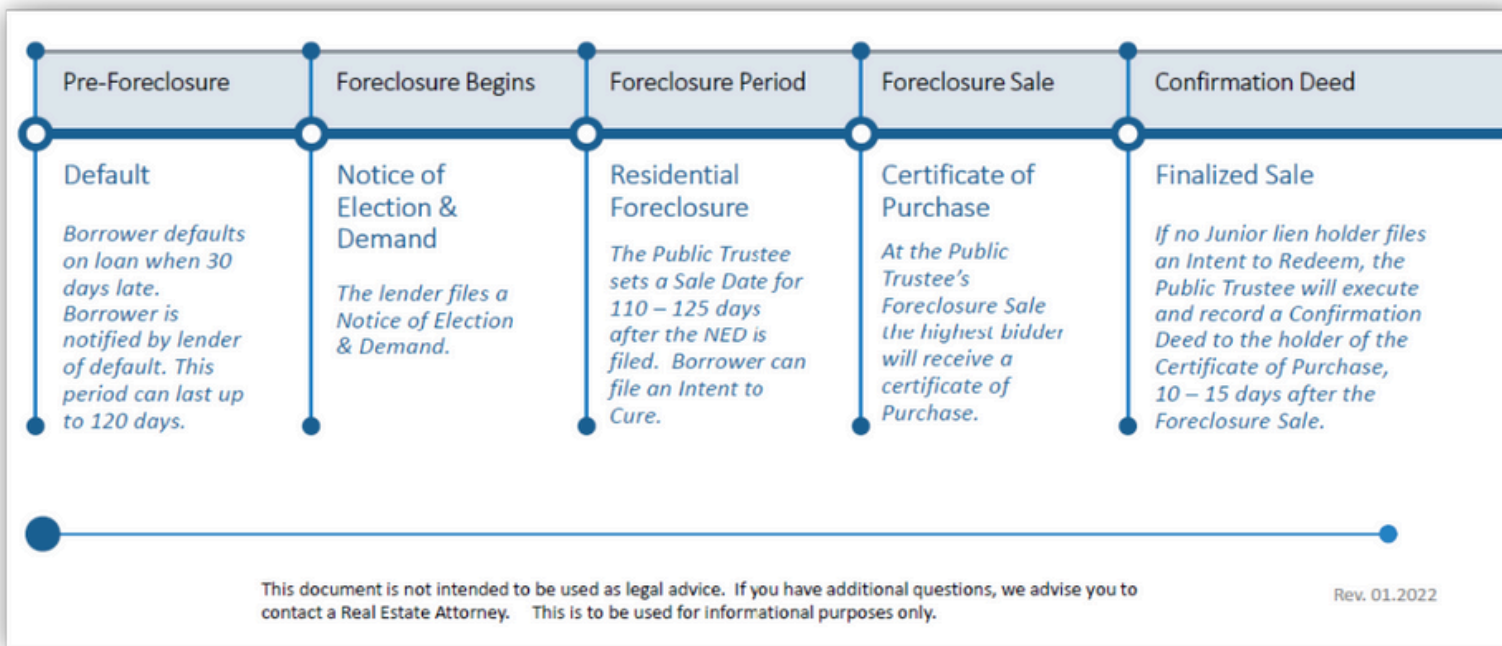 Pre-Foreclosure
Foreclosure Begins
Foreclosure Period
Foreclosure Sale
Confirmation Deed
Default
Borrower defaults
on loan when 30
days late.
Borrower is
notified by lender
of default. This
period can last up
to 120 days.
Notice of
Election &
Demand
The lender files a
Notice of Election
& Demand.
Residential
Foreclosure
The Public Trustee
sets a Sale Date for
110 – 125 days
after the NED is
filed.  Borrower can
file an Intent to
Cure.
Certificate of
Purchase
At the Public
Trustee's
Foreclosure Sale
the highest bidder
will receive a
certificate of
Purchase.
Finalized Sale
If no Junior lien holder files
an Intent to Redeem, the
Public Trustee will execute
and record a Confirmation
Deed to the holder of the
Certificate of Purchase,
10 – 15 days after the
Foreclosure Sale.
This document is not intended to be used as legal advice.  If you have additional questions, we advise you to
contact a Real Estate Attorney.    This is to be used for informational purposes only.
Rev. 01.2022